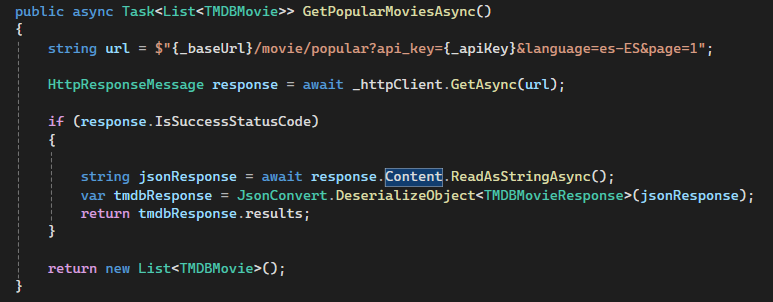 public async Task<List<TMDBMovie>> GetPopularMoviesAsync()
{
string url = $"{_baseUrl}/movie/popular?api_key={_apiKey}&language=es-ES&page=1";
HttpResponseMessage response = await _httpClient.GetAsync(url);
if (response.IsSuccessStatusCode)
{
string jsonResponse = await response.Content.ReadAsStringAsync();
var tmdbResponse = JsonConvert.DeserializeObject<TMDBMovieResponse>(jsonResponse);
return tmdbResponse.results;
}
return new List<TMDBMovie>();
}